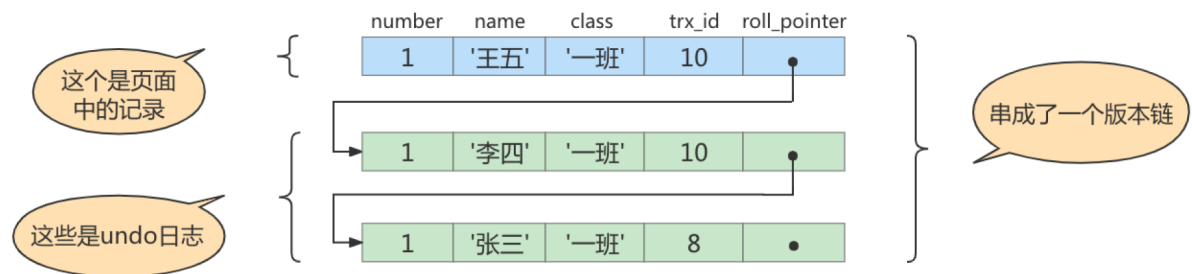 number name class trx_id roll_pointer
1 '王五' '一班' 10
这个是页面
中的记录
串成了一个版本链
1 '李四' '一班' 10
这些是undo日志
1 '张三' '一班' 8